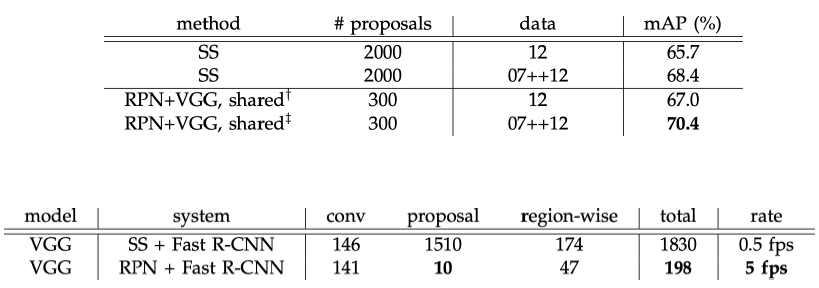 method # proposals data mAP (%)
SS 2000 12 65.7
SS 2000 07++12 68.4
RPN+VGG, shared† 300 12 67.0
RPN+VGG, shared‡ 300 07++12 70.4
model system conv proposal region-wise total rate
VGG SS + Fast R-CNN 146 1510 174 1830 0.5 fps
VGG RPN + Fast R-CNN 141 10 47 198 5 fps